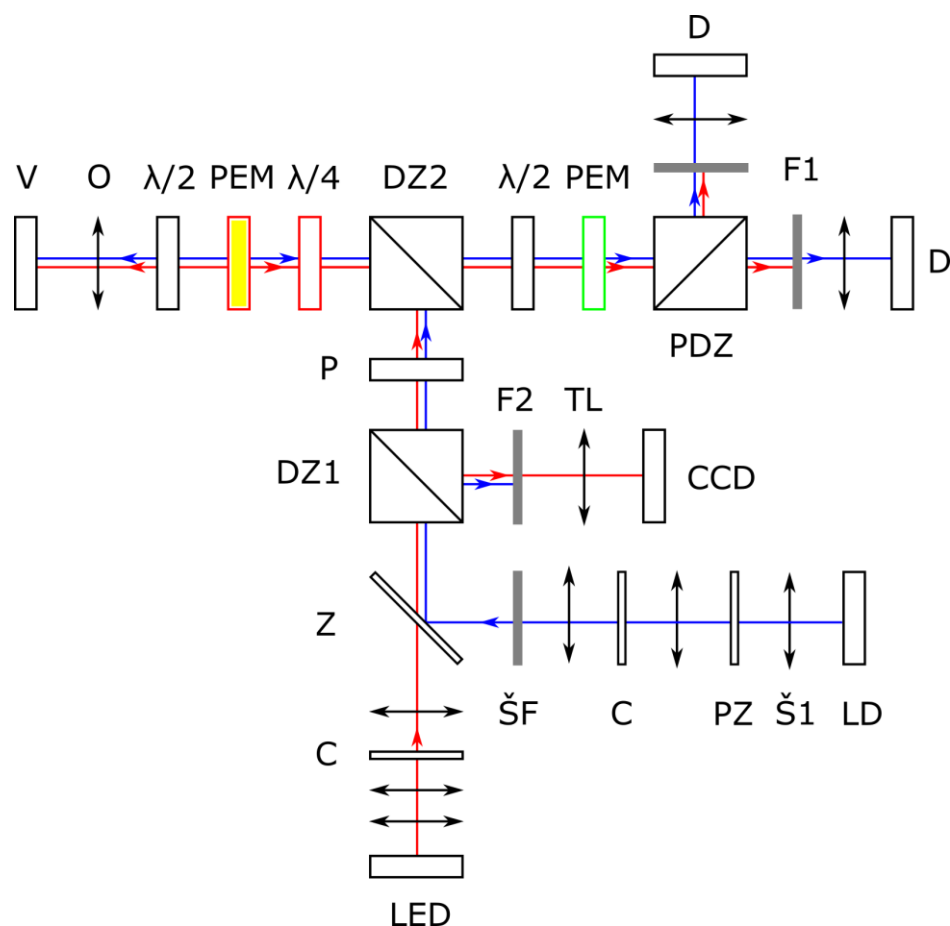 D
V O λ/2 PEM λ/4 DZ2 λ/2 PEM F1
D
PDZ
P
F2 TL
DZ1
CCD
Z
ŠF C PZ Š1 LD
C
LED